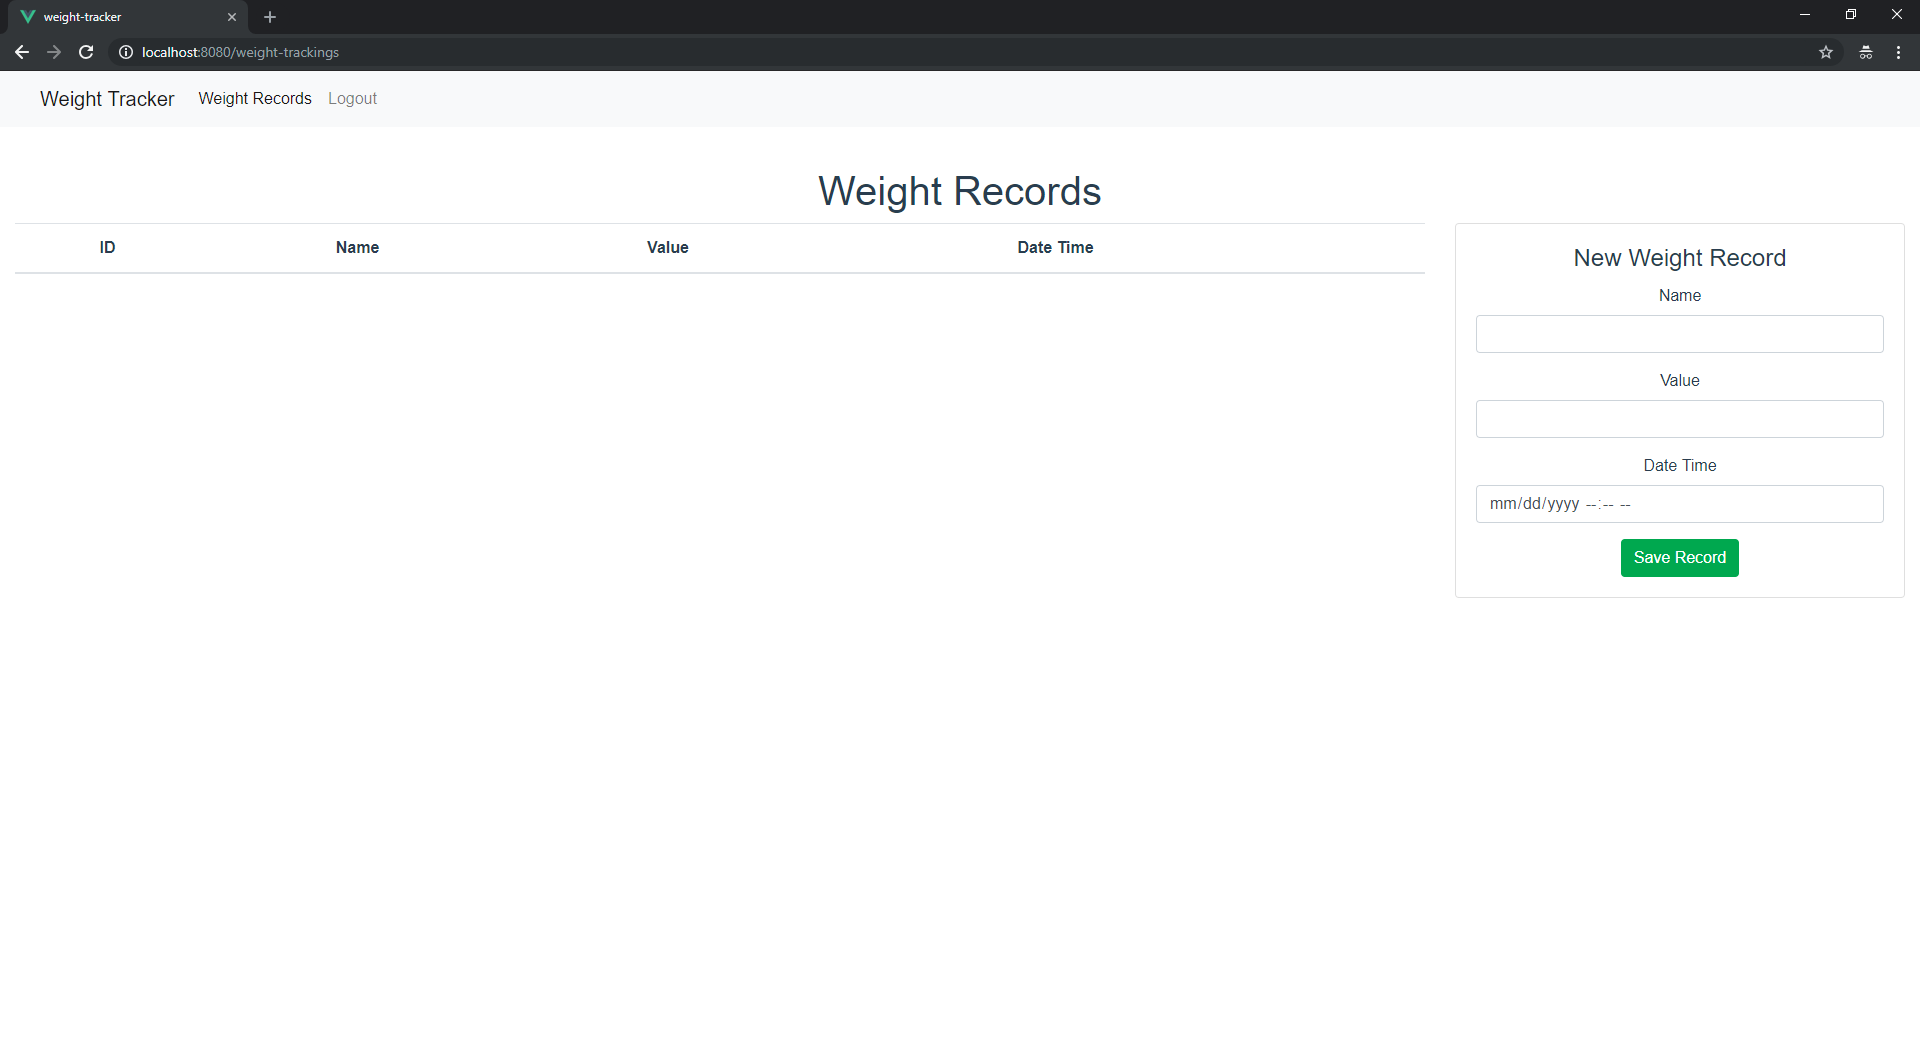 weight-tracker
localhost:8080/weight-trackings
Weight Tracker Weight Records Logout
Weight Records
ID Name Value Date Time
New Weight Record
Name
Value
Date Time
mm/dd/yyyy --:-- --
Save Record